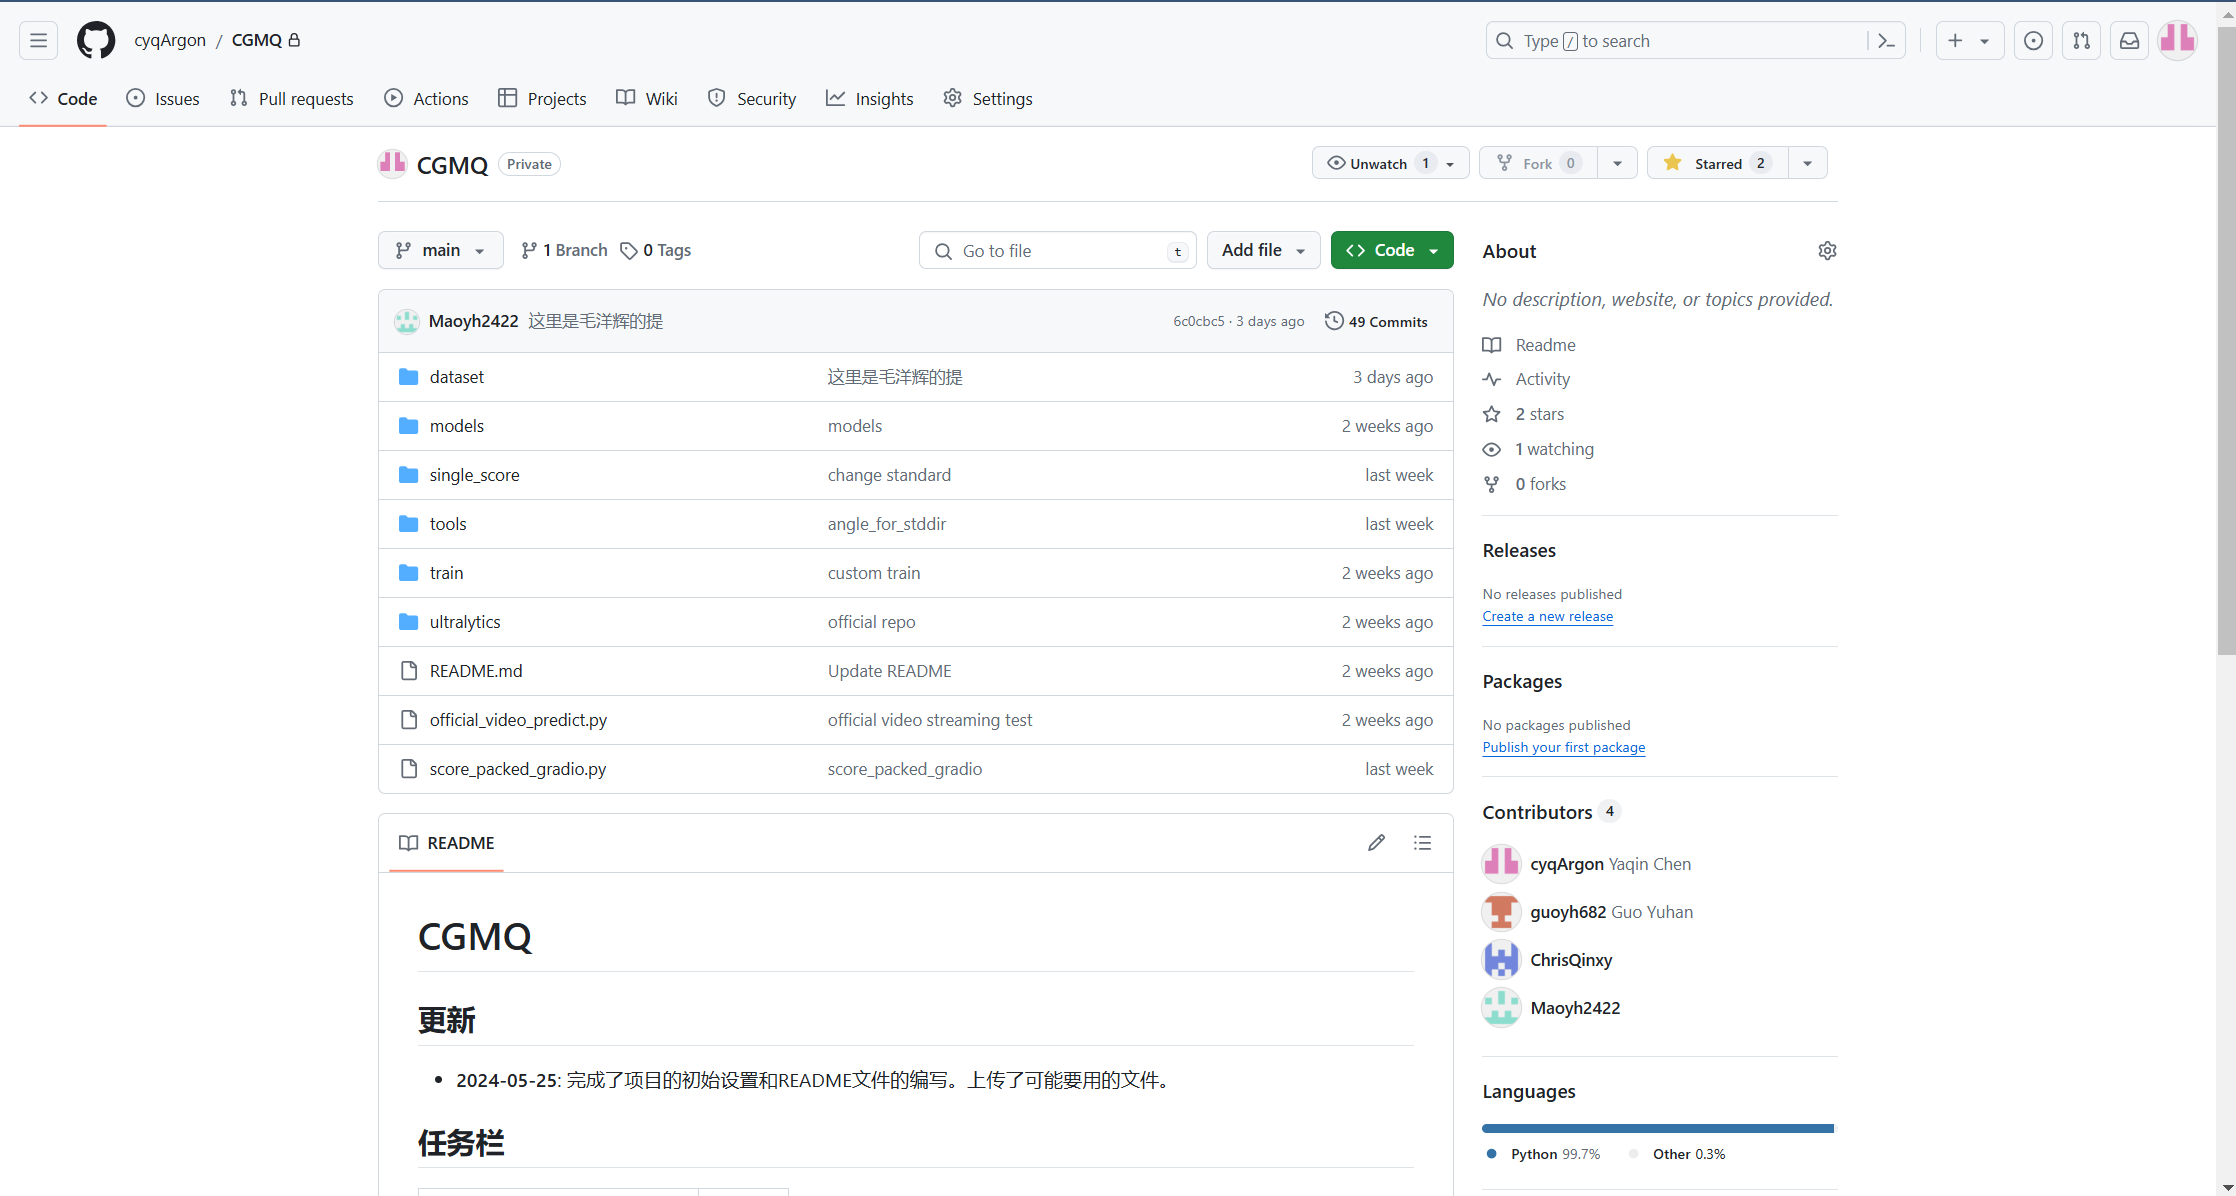 cyqArgon / CGMQ
Type / to search
Code Issues Pull requests Actions Projects Wiki Security Insights Settings
CGMQ Private
Unwatch 1 Fork 0 Starred 2
main 1 Branch 0 Tags Go to file t Add file Code
Maoyh2422 这里是毛洋辉的提 6c0cbc5 · 3 days ago 49 Commits
dataset 这里是毛洋辉的提 3 days ago
models models 2 weeks ago
single_score change standard last week
tools angle_for_stddir last week
train custom train 2 weeks ago
ultralytics official repo 2 weeks ago
README.md Update README 2 weeks ago
official_video_predict.py official video streaming test 2 weeks ago
score_packed_gradio.py score_packed_gradio last week
README
CGMQ
更新
2024-05-25: 完成了项目的初始设置和README文件的编写。上传了可能要用的文件。
任务栏
About
No description, website, or topics provided.
Readme
Activity
2 stars
1 watching
0 forks
Releases
No releases published
Create a new release
Packages
No packages published
Publish your first package
Contributors 4
cyqArgon Yaqin Chen
guoyh682 Guo Yuhan
ChrisQinxy
Maoyh2422
Languages
Python 99.7% Other 0.3%